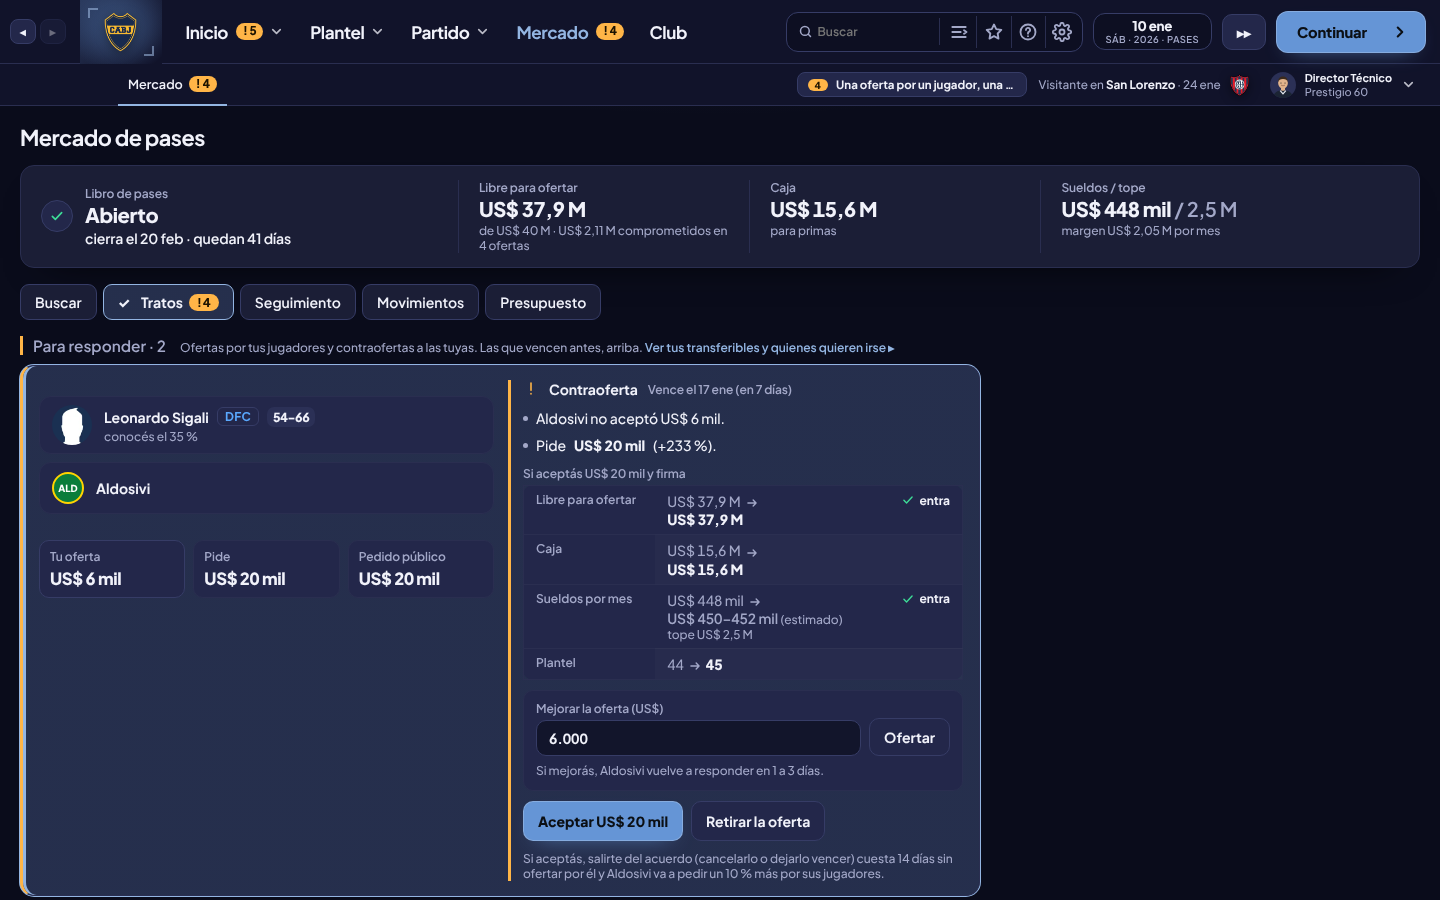 CABJ
Inicio !5
Plantel
Partido
Mercado !4
Club
Buscar
10 ene
SÁB · 2026 · PASES
Continuar
Mercado !4
4 Una oferta por un jugador, una ...
Visitante en San Lorenzo · 24 ene
Director Técnico
Prestigio 60
Mercado de pases
Libro de pases
Abierto
cierra el 20 feb · quedan 41 días
Libre para ofertar
US$ 37,9 M
de US$ 40 M · US$ 2,11 M comprometidos en
4 ofertas
Caja
US$ 15,6 M
para primas
Sueldos / tope
US$ 448 mil / 2,5 M
margen US$ 2,05 M por mes
Buscar
Tratos !4
Seguimiento
Movimientos
Presupuesto
Para responder · 2
Ofertas por tus jugadores y contraofertas a las tuyas. Las que vencen antes, arriba. Ver tus transferibles y quienes quieren irse ▸
Leonardo Sigali DFC 54–66
conocés el 35 %
ALD Aldosivi
Tu oferta
US$ 6 mil
Pide
US$ 20 mil
Pedido público
US$ 20 mil
! Contraoferta Vence el 17 ene (en 7 días)
• Aldosivi no aceptó US$ 6 mil.
• Pide US$ 20 mil (+233 %).
Si aceptás US$ 20 mil y firma
Libre para ofertar US$ 37,9 M → entra
US$ 37,9 M
Caja US$ 15,6 M →
US$ 15,6 M
Sueldos por mes US$ 448 mil → entra
US$ 450–452 mil (estimado)
tope US$ 2,5 M
Plantel 44 → 45
Mejorar la oferta (US$)
6.000
Ofertar
Si mejorás, Aldosivi vuelve a responder en 1 a 3 días.
Aceptar US$ 20 mil
Retirar la oferta
Si aceptás, salirte del acuerdo (cancelarlo o dejarlo vencer) cuesta 14 días sin
ofertar por él y Aldosivi va a pedir un 10 % más por sus jugadores.